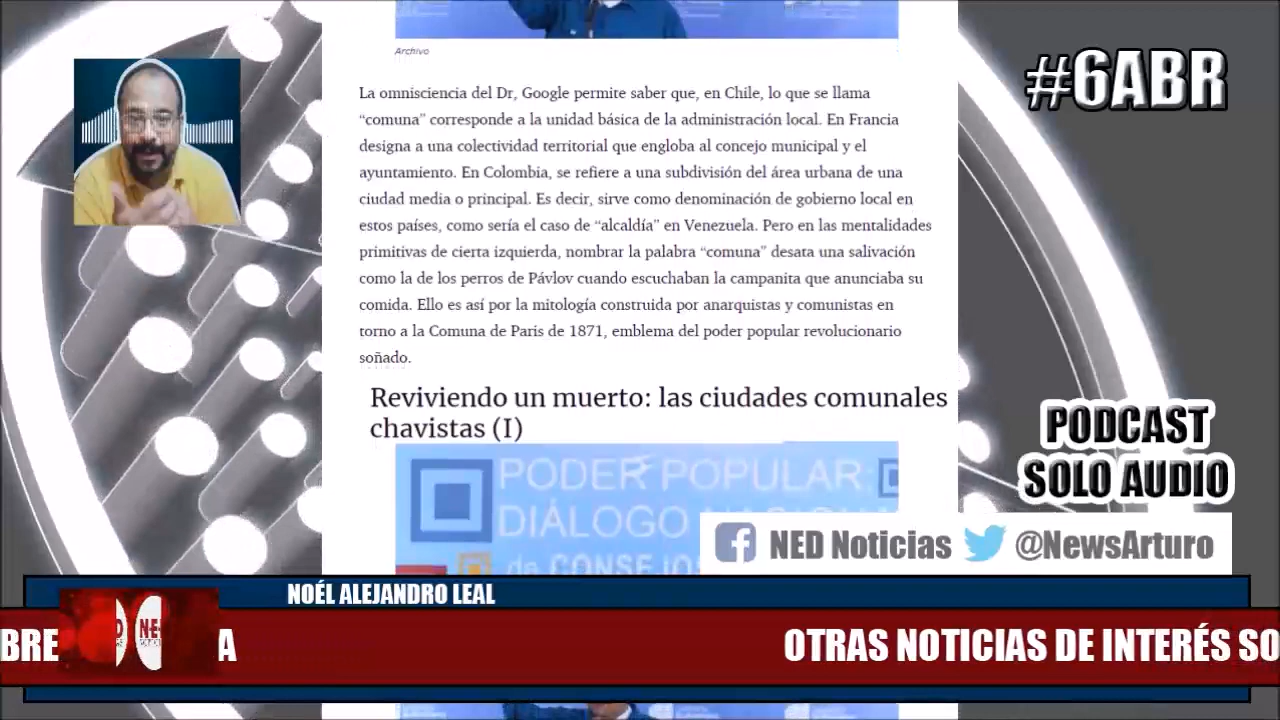 Archivo
#6ABR
La omnisciencia del Dr, Google permite saber que, en Chile, lo que se llama
“comuna” corresponde a la unidad básica de la administración local. En Francia
designa a una colectividad territorial que engloba al concejo municipal y el
ayuntamiento. En Colombia, se refiere a una subdivisión del área urbana de una
ciudad media o principal. Es decir, sirve como denominación de gobierno local en
estos países, como sería el caso de “alcaldía” en Venezuela. Pero en las mentalidades
primitivas de cierta izquierda, nombrar la palabra “comuna” desata una salivación
como la de los perros de Pávlov cuando escuchaban la campanita que anunciaba su
comida. Ello es así por la mitología construida por anarquistas y comunistas en
torno a la Comuna de Paris de 1871, emblema del poder popular revolucionario
soñado.
Reviviendo un muerto: las ciudades comunales
chavistas (I)
PODCAST
SOLO AUDIO
PODER POPULAR
DIÁLOGO
de CONSEJOS
NED Noticias @NewsArturo
NOÉL ALEJANDRO LEAL
BRE A OTRAS NOTICIAS DE INTERÉS SO